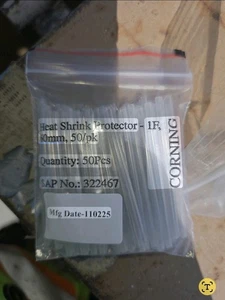 Heat Shrink Protector - 1F,
60mm, 50/pk
Quantity: 50Pcs
SAP No.: 322467
CORNING
Mfg Date-110225